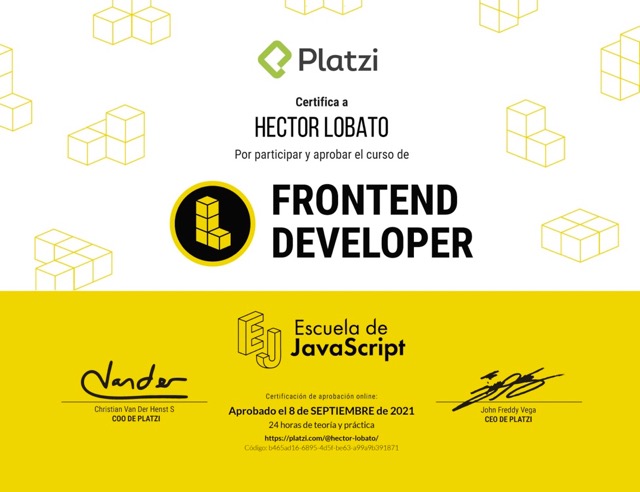 Platzi
Certifica a
HECTOR LOBATO
Por participar y aprobar el curso de
FRONTEND
DEVELOPER
EJ
Escuela de
JavaScript
Vander
Christian Van Der Henst S
COO DE PLATZI
Certificación de aprobación online:
Aprobado el 8 de SEPTIEMBRE de 2021
24 horas de teoría y práctica
https://platzi.com/@hector-lobato/
Código: b465ad16-6895-4d5f-be63-a99a9b391871
John Freddy Vega
CEO DE PLATZI